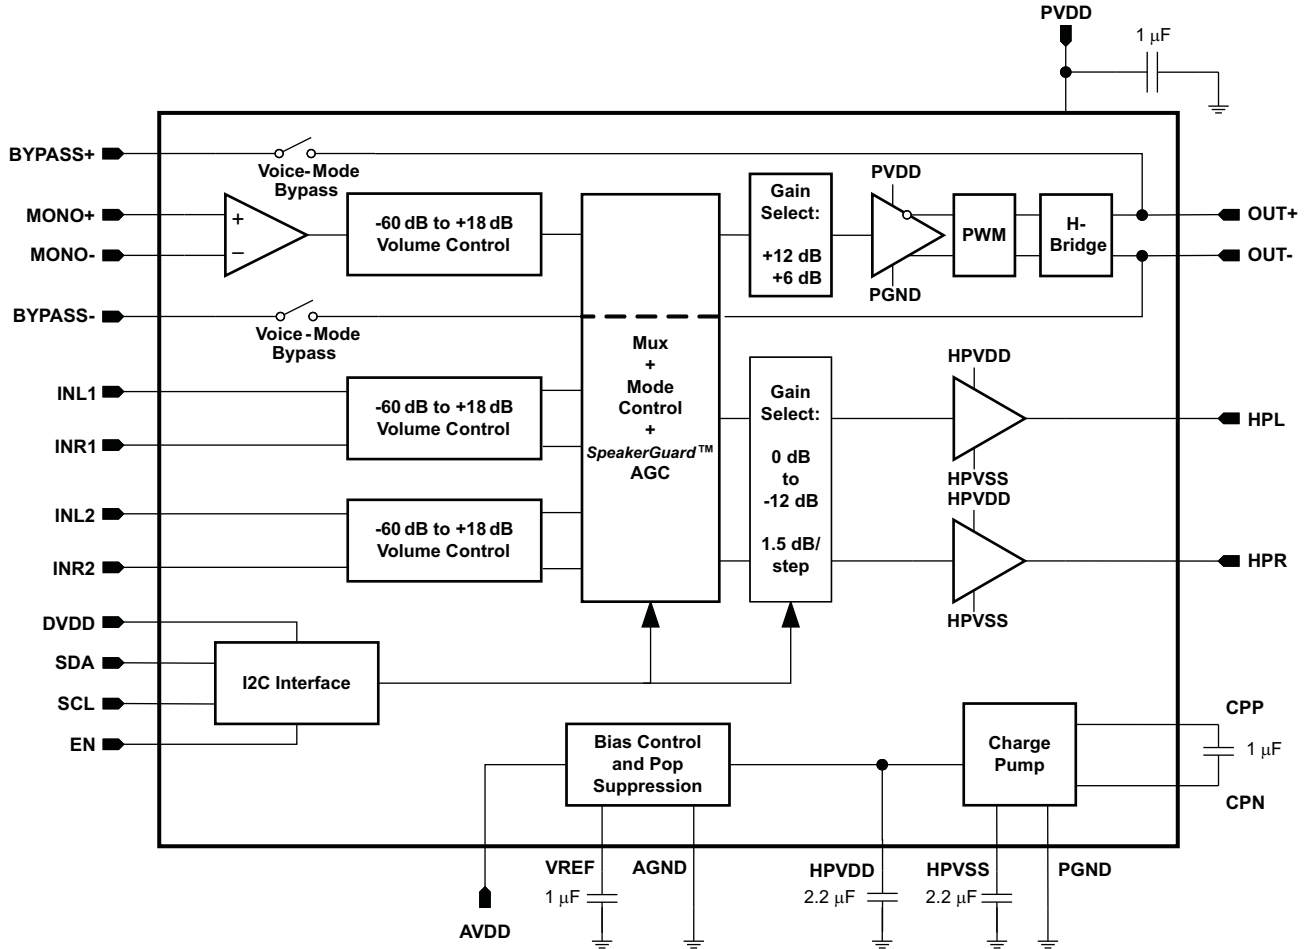 PVDD
1 μF
BYPASS+
Voice-Mode
Bypass
MONO+
MONO-
+
−
-60 dB to +18 dB
Volume Control
Gain
Select:
+12 dB
+6 dB
PVDD
PGND
PWM
H-
Bridge
OUT+
OUT-
BYPASS-
Voice-Mode
Bypass
Mux
+
Mode
Control
+
SpeakerGuard™
AGC
INL1
INR1
-60 dB to +18 dB
Volume Control
Gain
Select:
0 dB
to
-12 dB
1.5 dB/
step
HPVDD
HPVSS
HPL
INL2
INR2
-60 dB to +18 dB
Volume Control
HPVDD
HPVSS
HPR
DVDD
SDA
SCL
EN
I2C Interface
Bias Control
and Pop
Suppression
Charge
Pump
CPP
1 μF
CPN
VREF
1 μF
AGND
AVDD
HPVDD
2.2 μF
HPVSS
2.2 μF
PGND